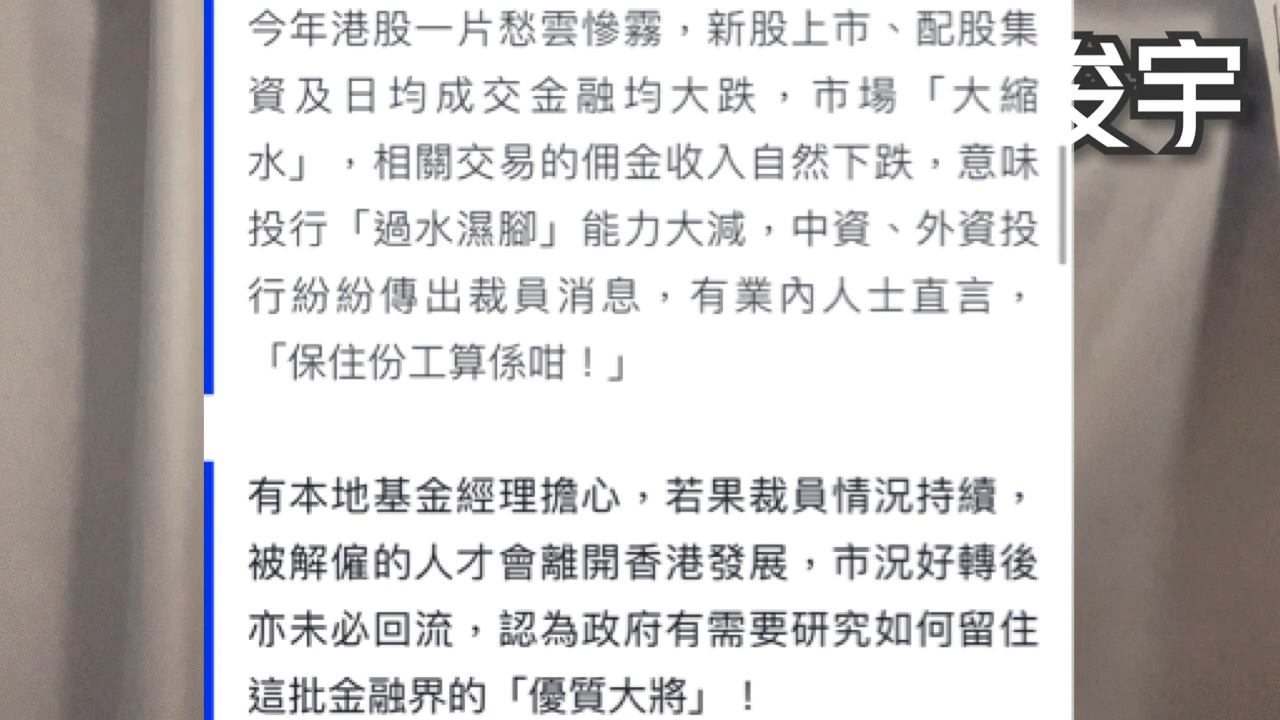 今年港股一片愁雲慘霧，新股上市、配股集
資及日均成交金融均大跌，市場「大縮
水」，相關交易的佣金收入自然下跌，意味
投行「過水濕腳」能力大減，中資、外資投
行紛紛傳出裁員消息，有業內人士直言，
「保住份工算係咁！」
有本地基金經理擔心，若果裁員情況持續，
被解僱的人才會離開香港發展，市況好轉後
亦未必回流，認為政府有需要研究如何留住
這批金融界的「優質大將」！
宇